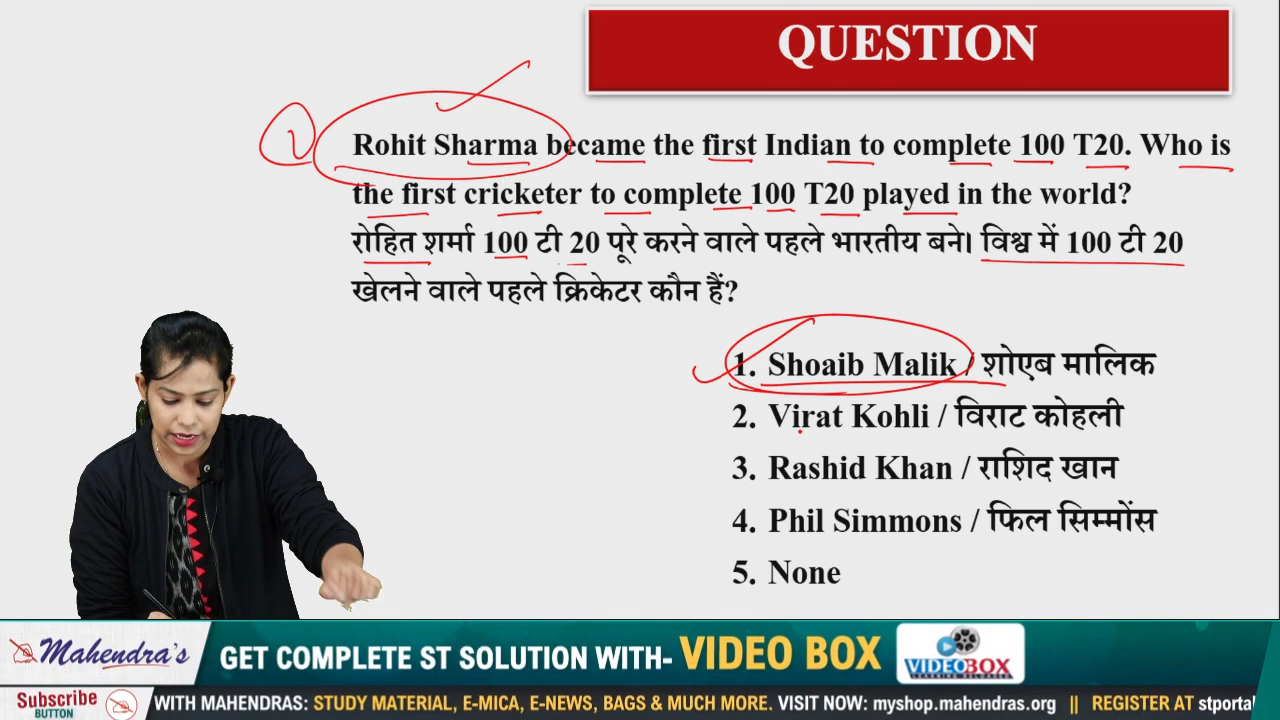 QUESTION
Rohit Sharma became the first Indian to complete 100 T20. Who is
the first cricketer to complete 100 T20 played in the world?
रोहित शर्मा 100 टी 20 पूरे करने वाले पहले भारतीय बने। विश्व में 100 टी 20
खेलने वाले पहले क्रिकेटर कौन हैं?
1. Shoaib Malik / शोएब मालिक
2. Virat Kohli / विराट कोहली
3. Rashid Khan / राशिद खान
4. Phil Simmons / फिल सिम्मोंस
5. None
Mahendra's
GET COMPLETE ST SOLUTION WITH- VIDEO BOX
VIDEOBOX
LEARNING RELOADED
Subscribe
BUTTON
WITH MAHENDRAS: STUDY MATERIAL, E-MICA, E-NEWS, BAGS & MUCH MORE. VISIT NOW: myshop.mahendras.org || REGISTER AT stportal